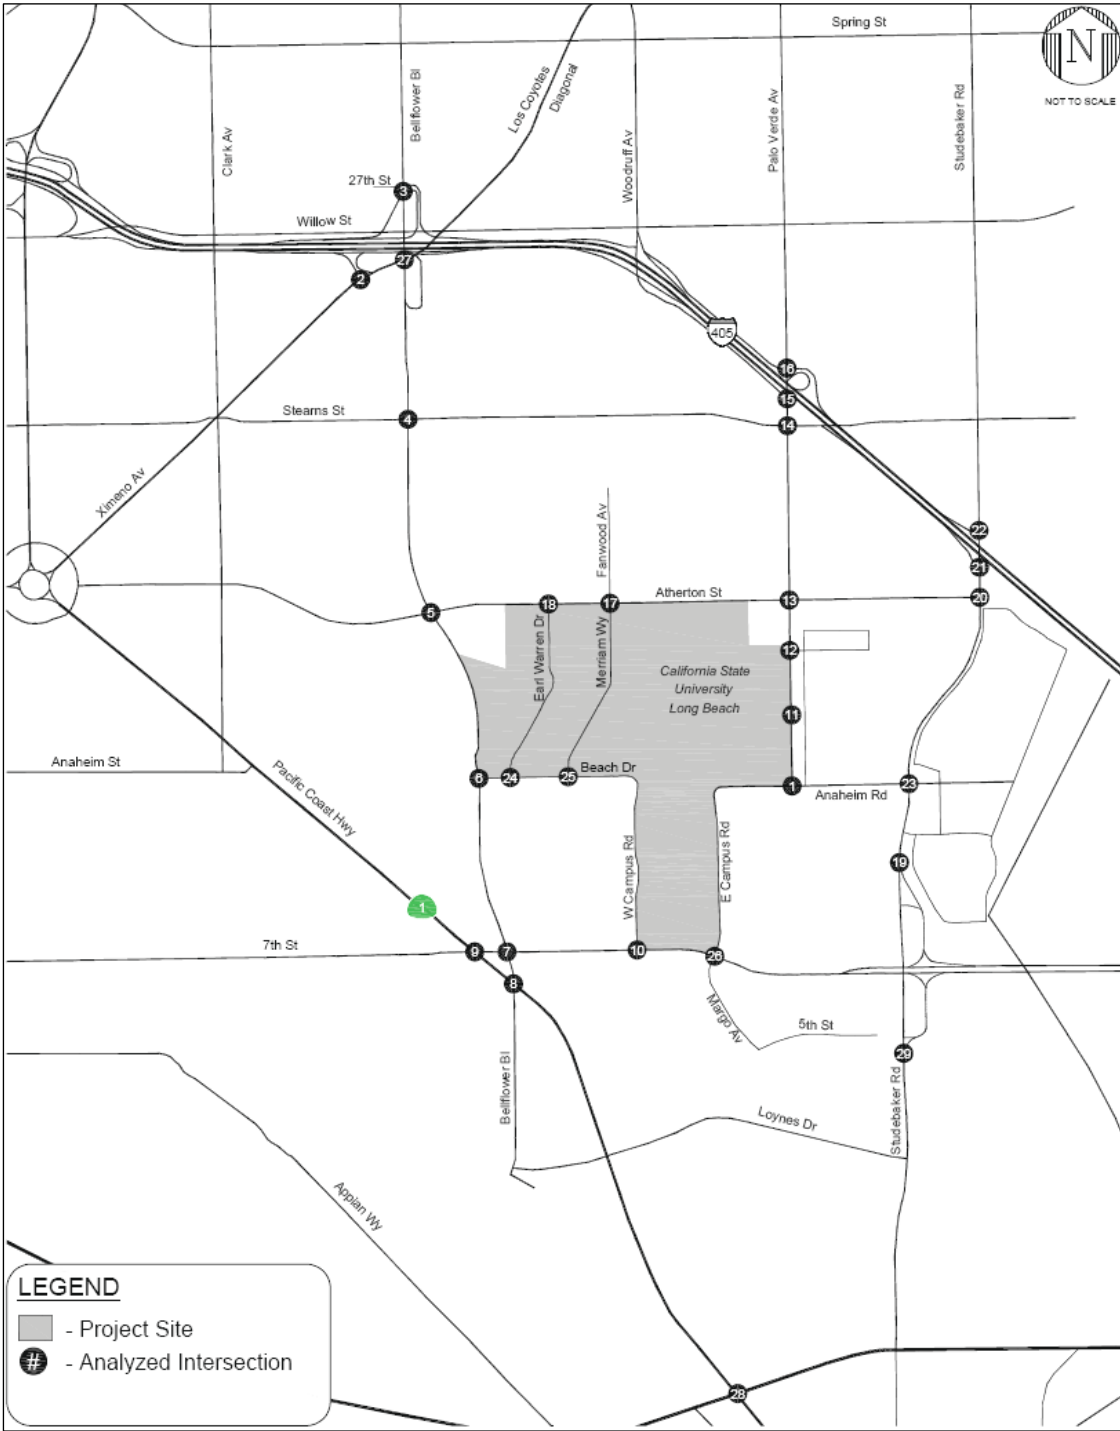 Spring St
N
NOT TO SCALE
Bellflower Bl
Los Coyotes
Diagonal
Clark Av
Woodruff Av
Palo Verde Av
Studebaker Rd
27th St
3
Willow St
27
2
405
16
15
Stearns St
4
14
Ximeno Av
Fanwood Av
22
21
Atherton St
18
17
13
20
5
Earl Warren Dr
Merriam Wy
12
California State
University
Long Beach
11
Anaheim St
Beach Dr
6
24
25
1
Anaheim Rd
23
Pacific Coast Hwy
W Campus Rd
E Campus Rd
19
1
7th St
9
7
10
26
8
Margo Av
5th St
29
Bellflower Bl
Studebaker Rd
Loynes Dr
Appian Wy
LEGEND
- Project Site
# - Analyzed Intersection
28